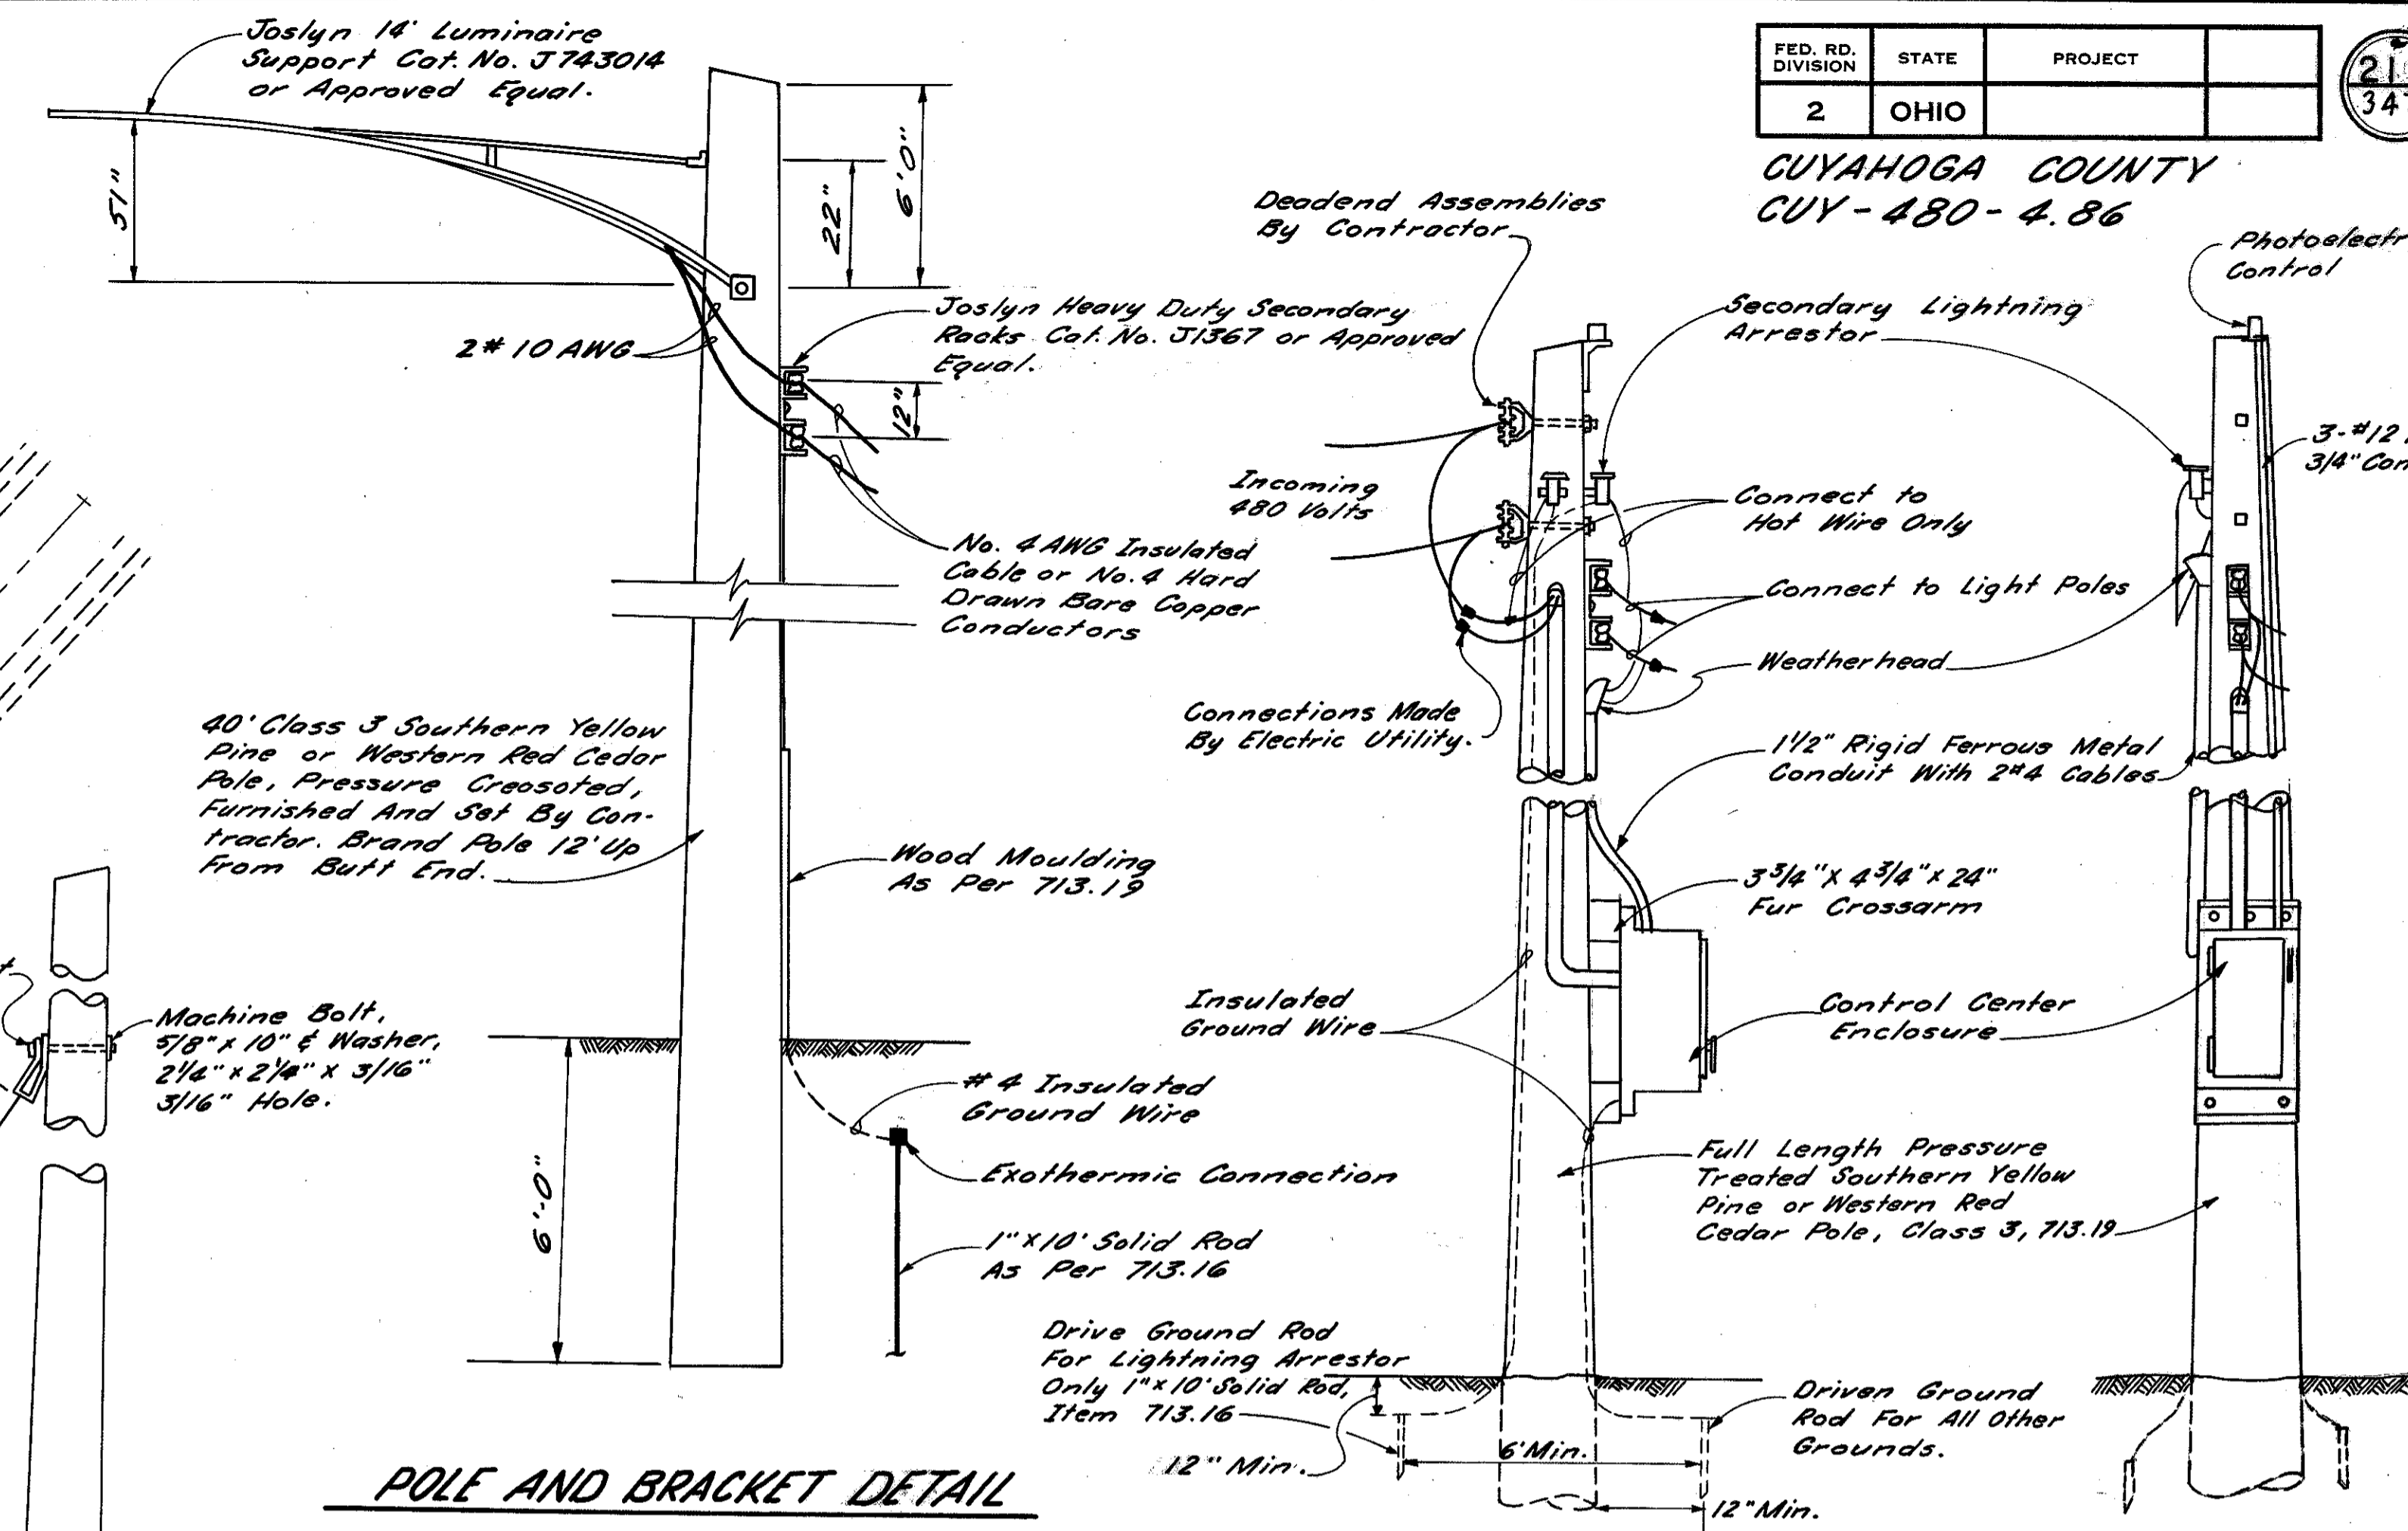 Joslyn 14' Luminaire
Support Cat. No. J743014
or Approved Equal.
51"
22"
6'0"
2# 10 AWG
Joslyn Heavy Duty Secondary
Racks Cat. No. J1367 or Approved
Equal.
12"
No. 4 AWG Insulated
Cable or No. 4 Hard
Drawn Bare Copper
Conductors
40' Class 3 Southern Yellow
Pine or Western Red Cedar
Pole, Pressure Creosoted,
Furnished And Set By Con-
tractor. Brand Pole 12' Up
From Butt End.
Wood Moulding
As Per 713.19
Machine Bolt,
5/8" x 10" & Washer,
2 1/4" x 2 1/4" x 3/16"
3/16" Hole.
#4 Insulated
Ground Wire
Exothermic Connection
6'-0"
1" x 10' Solid Rod
As Per 713.16
POLE AND BRACKET DETAIL
FED. RD.
DIVISION
STATE
PROJECT
2
OHIO
CUYAHOGA COUNTY
CUY - 480 - 4.86
Deadend Assemblies
By Contractor
Secondary Lightning
Arrestor
Control
Incoming
480 Volts
Connect to
Hot Wire Only
3-#12
3/4"
Connect to Light Poles
Weatherhead
Connections Made
By Electric Utility.
1 1/2" Rigid Ferrous Metal
Conduit With 2#4 Cables
3 3/4" x 4 3/4" x 24"
Fur Crossarm
Insulated
Ground Wire
Control Center
Enclosure
Full Length Pressure
Treated Southern Yellow
Pine or Western Red
Cedar Pole, Class 3, 713.19
Drive Ground Rod
For Lightning Arrestor
Only 1" x 10' Solid Rod,
Item 713.16
12" Min.
6' Min.
Driven Ground
Rod For All Other
Grounds.
12" Min.